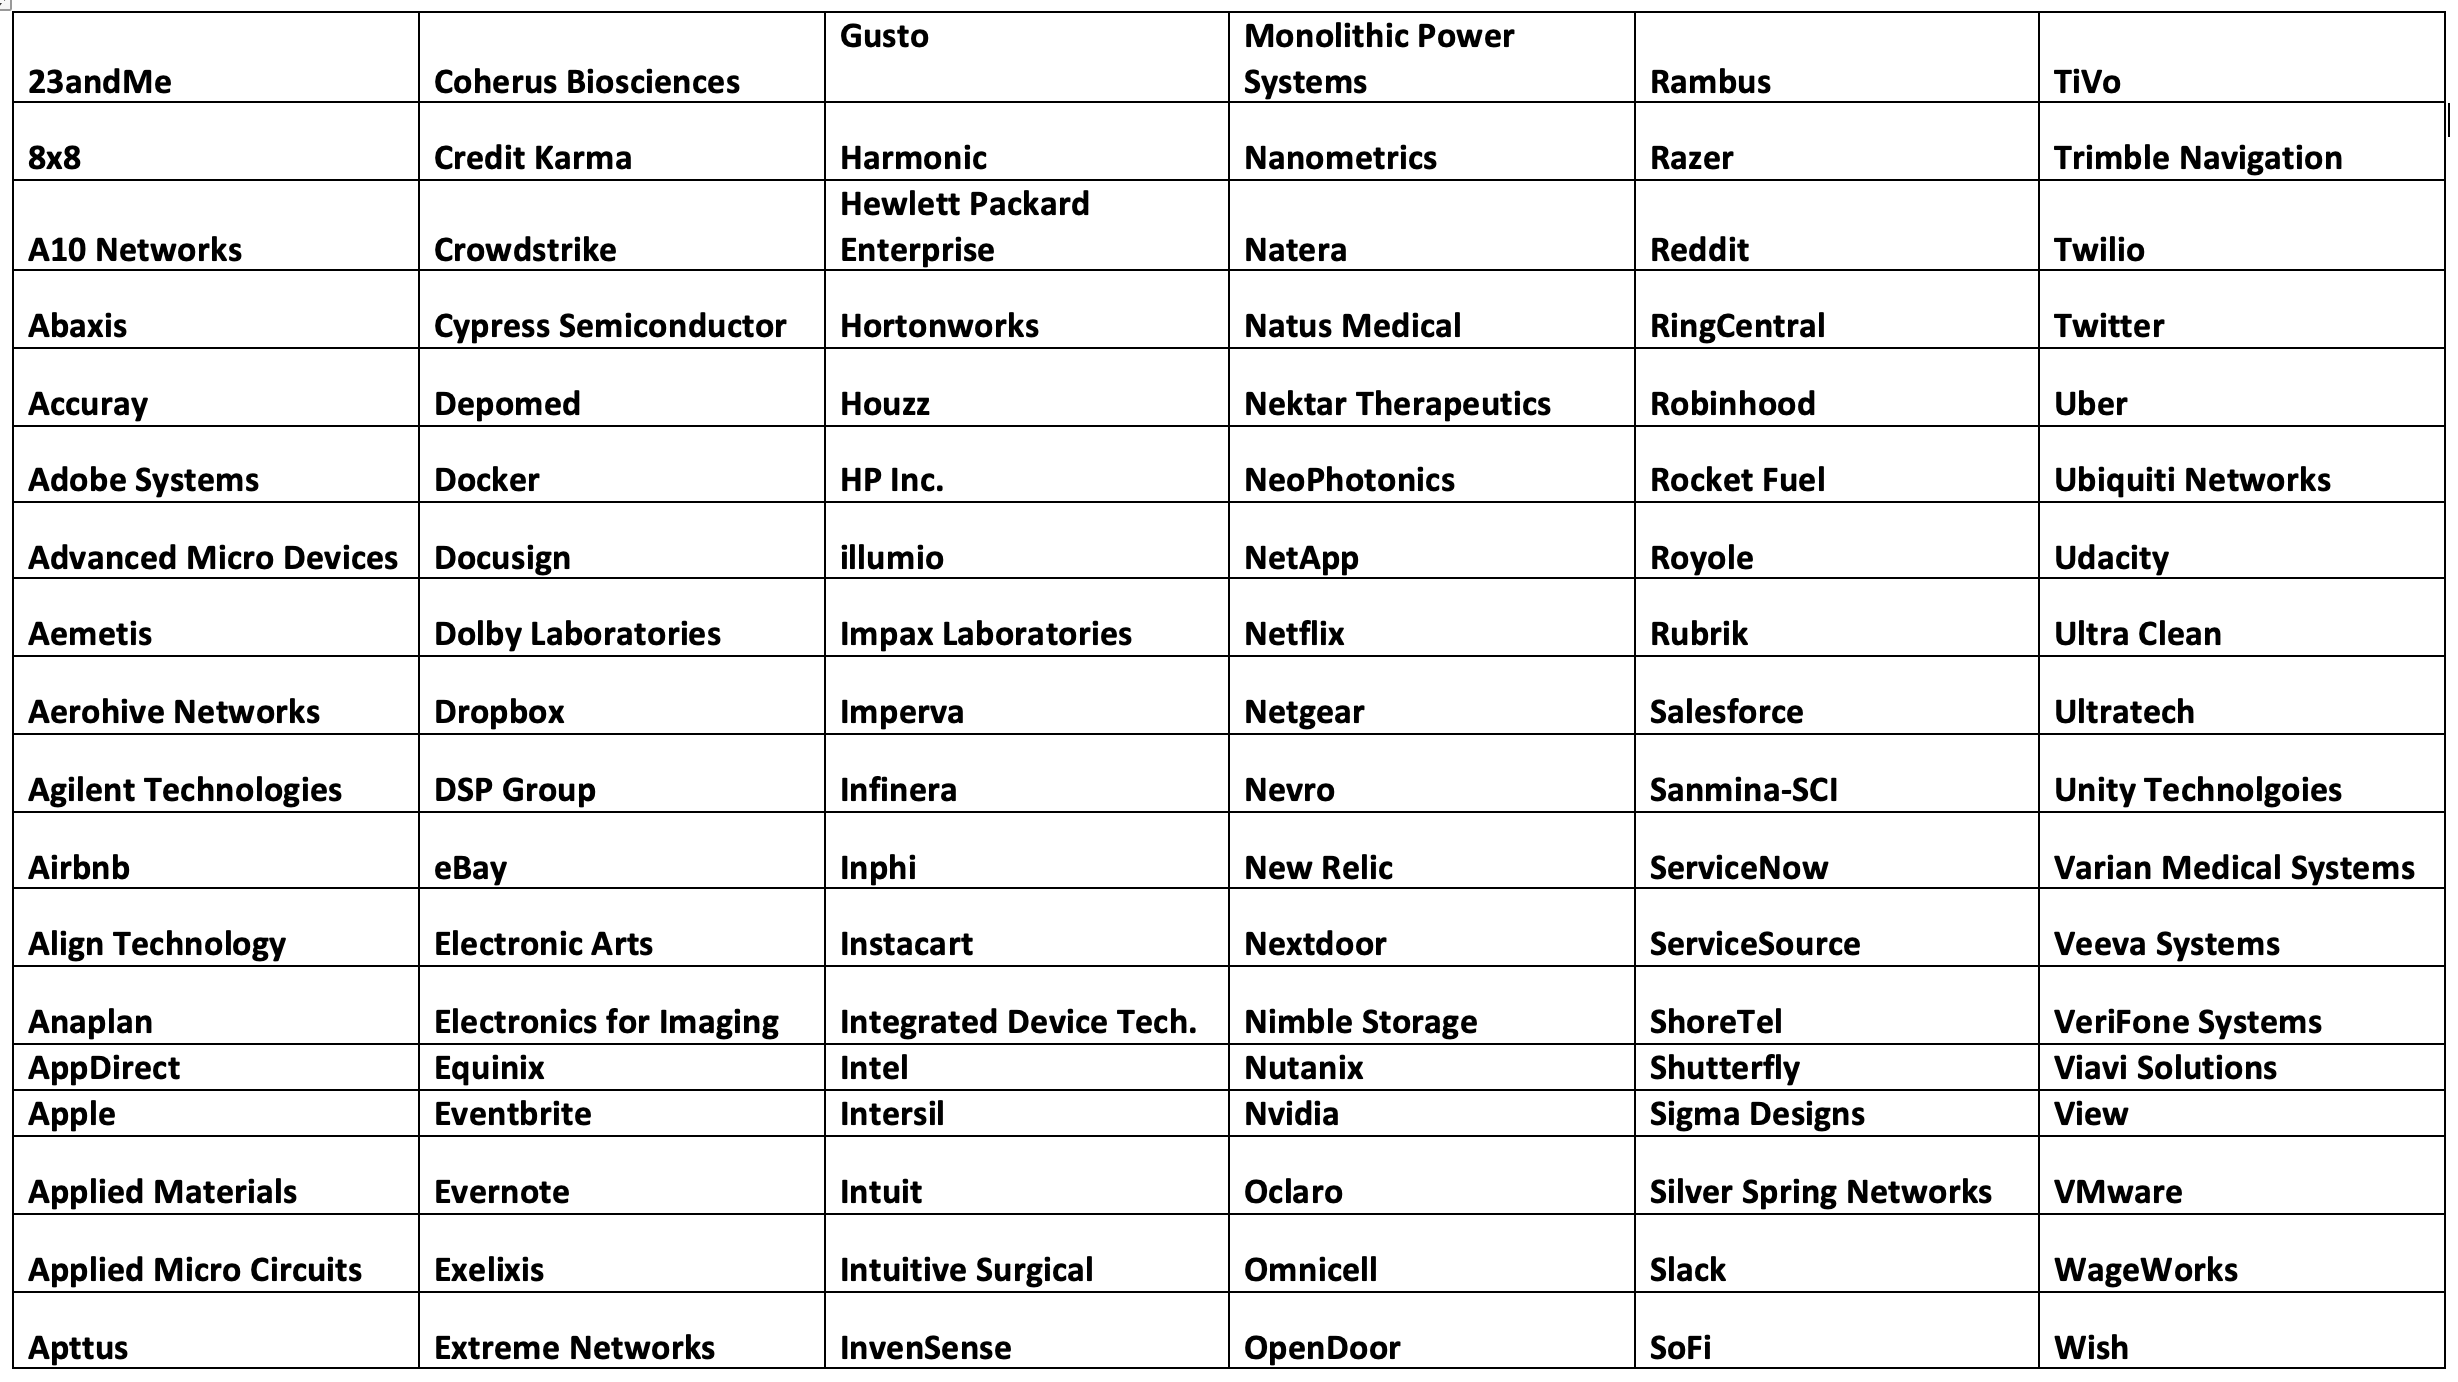 23andMe
Coherus Biosciences
Gusto
Monolithic Power
Systems
Rambus
TiVo
8x8
Credit Karma
Harmonic
Nanometrics
Razer
Trimble Navigation
A10 Networks
Crowdstrike
Hewlett Packard
Enterprise
Natera
Reddit
Twilio
Abaxis
Cypress Semiconductor
Hortonworks
Natus Medical
RingCentral
Twitter
Accuray
Depomed
Houzz
Nektar Therapeutics
Robinhood
Uber
Adobe Systems
Docker
HP Inc.
NeoPhotonics
Rocket Fuel
Ubiquiti Networks
Advanced Micro Devices
Docusign
illumio
NetApp
Royole
Udacity
Aemetis
Dolby Laboratories
Impax Laboratories
Netflix
Rubrik
Ultra Clean
Aerohive Networks
Dropbox
Imperva
Netgear
Salesforce
Ultratech
Agilent Technologies
DSP Group
Infinera
Nevro
Sanmina-SCI
Unity Technolgoies
Airbnb
eBay
Inphi
New Relic
ServiceNow
Varian Medical Systems
Align Technology
Electronic Arts
Instacart
Nextdoor
ServiceSource
Veeva Systems
Anaplan
Electronics for Imaging
Integrated Device Tech.
Nimble Storage
ShoreTel
VeriFone Systems
AppDirect
Equinix
Intel
Nutanix
Shutterfly
Viavi Solutions
Apple
Eventbrite
Intersil
Nvidia
Sigma Designs
View
Applied Materials
Evernote
Intuit
Oclaro
Silver Spring Networks
VMware
Applied Micro Circuits
Exelixis
Intuitive Surgical
Omnicell
Slack
WageWorks
Apttus
Extreme Networks
InvenSense
OpenDoor
SoFi
Wish